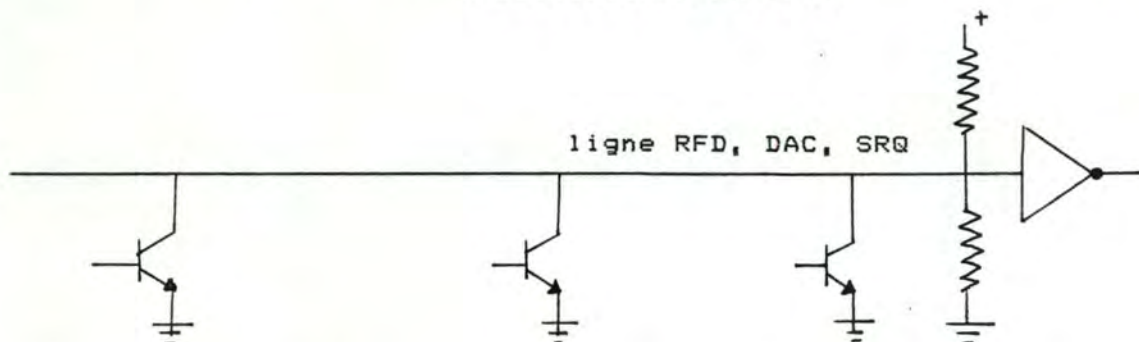 +
ligne RFD, DAC, SRQ